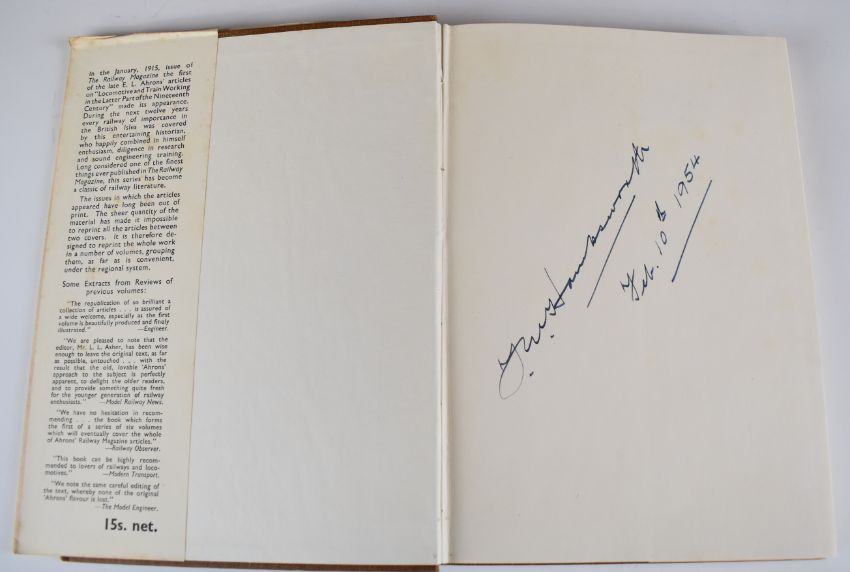 In the January, 1915, issue of
The Railway Magazine the first
of the late E. L. Ahrons' articles
on "Locomotive and Train Working
in the Latter Part of the Nineteenth
Century" made its appearance.
During the next twelve years
every railway of importance in
the British Isles was covered
by this entertaining historian,
who happily combined in himself
enthusiasm, diligence in research
and sound engineering training.
Long considered one of the finest
things ever published in The Railway
Magazine, this series has become
a classic of railway literature.
The issues in which the articles
appeared have long been out of
print. The sheer quantity of the
material has made it impossible
to reprint all the articles between
two covers. It is therefore de-
signed to reprint the whole work
in a number of volumes, grouping
them, as far as is convenient,
under the regional system.
Some Extracts from Reviews of
previous volumes:
"The republication of so brilliant a
collection of articles . . . is assured of
a wide welcome, especially as the first
volume is beautifully produced and finely
illustrated." —Engineer.
"We are pleased to note that the
editor, Mr. L. L. Asher, has been wise
enough to leave the original text, as far
as possible, untouched . . . with the
result that the old, lovable 'Ahrons'
approach to the subject is perfectly
apparent, to delight the older readers,
and to provide something quite fresh
for the younger generation of railway
enthusiasts." —Model Railway News.
"We have no hesitation in recom-
mending . . . the book which forms
the first of a series of six volumes
which will eventually cover the whole
of Ahrons' Railway Magazine articles."
—Railway Observer.
"This book can be highly recom-
mended to lovers of railways and loco-
motives." —Modern Transport.
"We note the same careful editing of
the text, whereby none of the original
'Ahrons' flavour is lost."
—The Model Engineer.
15s. net.
Hawksworth
Feb. 10th 1954